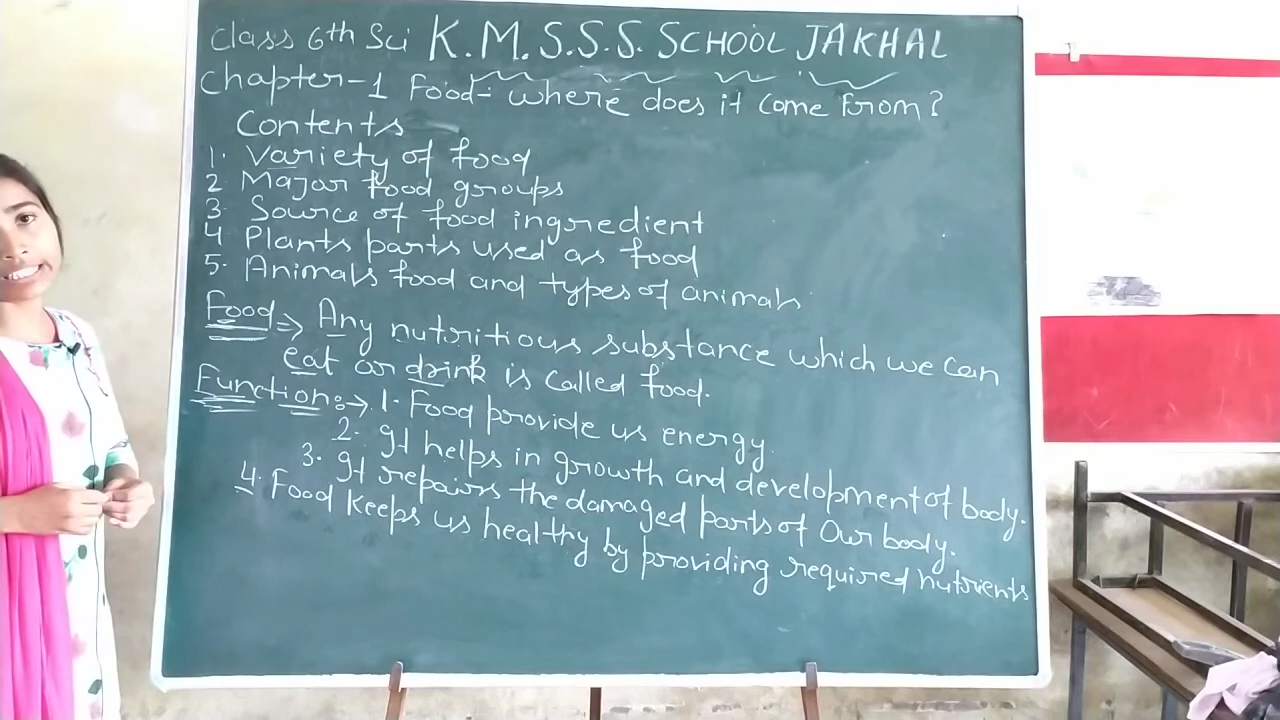 Class 6th Sci K.M.S.S.S. SCHOOL JAKHAL
Chapter-1 Food- where does it come from?
Contents
1. Variety of food
2. Major food groups
3. Source of food ingredient
4 Plants parts used as food
5. Animals food and types of animals
Food => Any nutritious substance which we can
eat or drink is called food.
Function:→ 1. Food provide us energy.
2. It helps in growth and development of body.
3. It repairs the damaged parts of Our body.
4. Food keeps us healthy by providing required nutrients